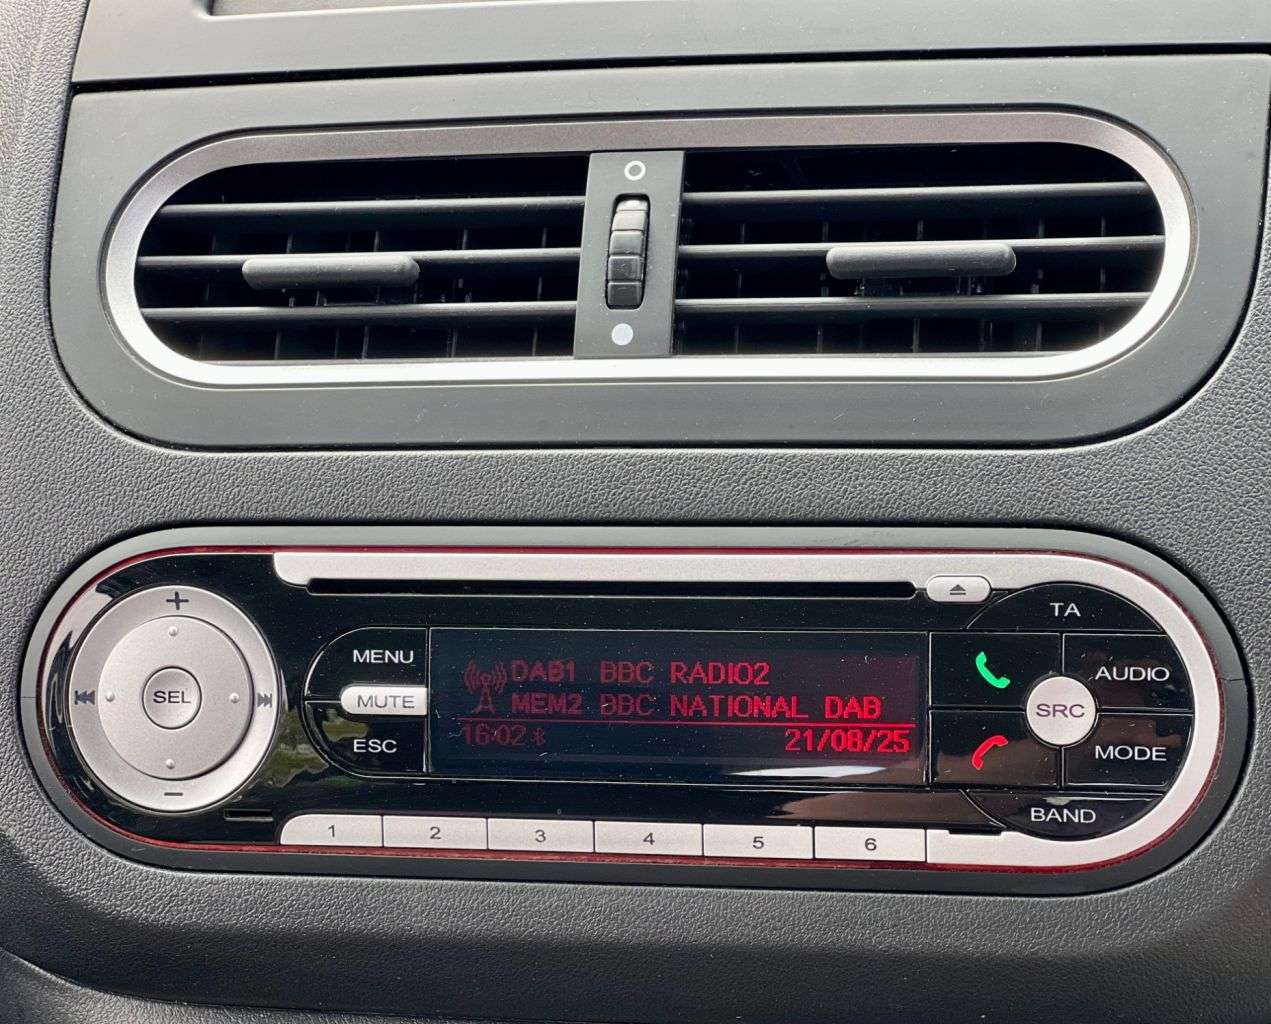 TA
MENU
DAB1 BBC RADIO2
AUDIO
SEL
MUTE
MEM2 BBC NATIONAL DAB
SRC
ESC
16:02
21/08/25
MODE
BAND
1 2 3 4 5 6